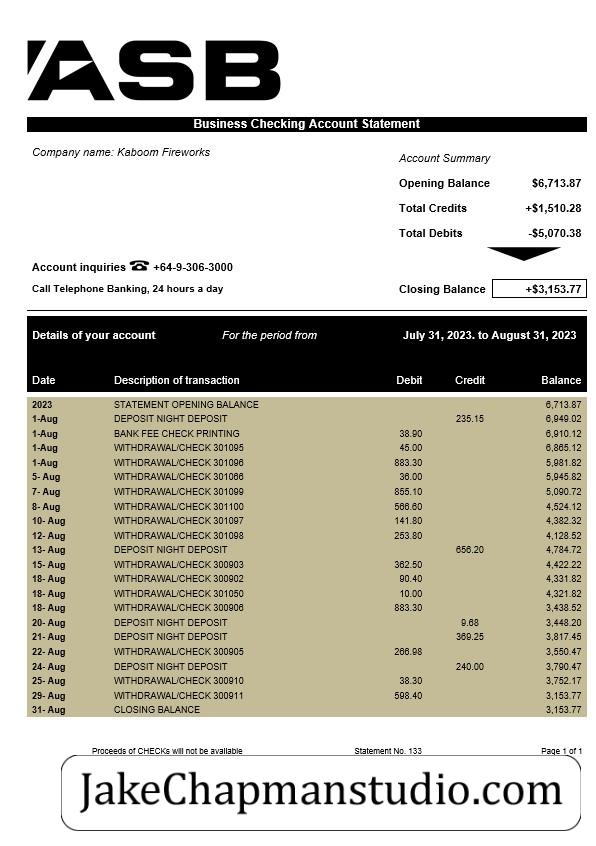 ASB
Business Checking Account Statement
Company name: Kaboom Fireworks
Account Summary
Opening Balance $6,713.87
Total Credits +$1,510.28
Total Debits -$5,070.38
Account inquiries ☎ +64-9-306-3000
Call Telephone Banking, 24 hours a day
Closing Balance +$3,153.77
Details of your account For the period from July 31, 2023. to August 31, 2023
Date Description of transaction Debit Credit Balance
2023 STATEMENT OPENING BALANCE 6,713.87
1-Aug DEPOSIT NIGHT DEPOSIT 235.15 6,949.02
1-Aug BANK FEE CHECK PRINTING 38.90 6,910.12
1-Aug WITHDRAWAL/CHECK 301095 45.00 6,865.12
1-Aug WITHDRAWAL/CHECK 301096 883.30 5,981.82
5- Aug WITHDRAWAL/CHECK 301066 36.00 5,945.82
7- Aug WITHDRAWAL/CHECK 301099 855.10 5,090.72
8- Aug WITHDRAWAL/CHECK 301100 566.60 4,524.12
10- Aug WITHDRAWAL/CHECK 301097 141.80 4,382.32
12- Aug WITHDRAWAL/CHECK 301098 253.80 4,128.52
13- Aug DEPOSIT NIGHT DEPOSIT 656.20 4,784.72
15- Aug WITHDRAWAL/CHECK 300903 362.50 4,422.22
18- Aug WITHDRAWAL/CHECK 300902 90.40 4,331.82
18- Aug WITHDRAWAL/CHECK 301050 10.00 4,321.82
18- Aug WITHDRAWAL/CHECK 300906 883.30 3,438.52
20- Aug DEPOSIT NIGHT DEPOSIT 9.68 3,448.20
21- Aug DEPOSIT NIGHT DEPOSIT 369.25 3,817.45
22- Aug WITHDRAWAL/CHECK 300905 266.98 3,550.47
24- Aug DEPOSIT NIGHT DEPOSIT 240.00 3,790.47
25- Aug WITHDRAWAL/CHECK 300910 38.30 3,752.17
29- Aug WITHDRAWAL/CHECK 300911 598.40 3,153.77
31- Aug CLOSING BALANCE 3,153.77
Proceeds of CHECKs will not be available Statement No. 133 Page 1 of 1
JakeChapmanstudio.com